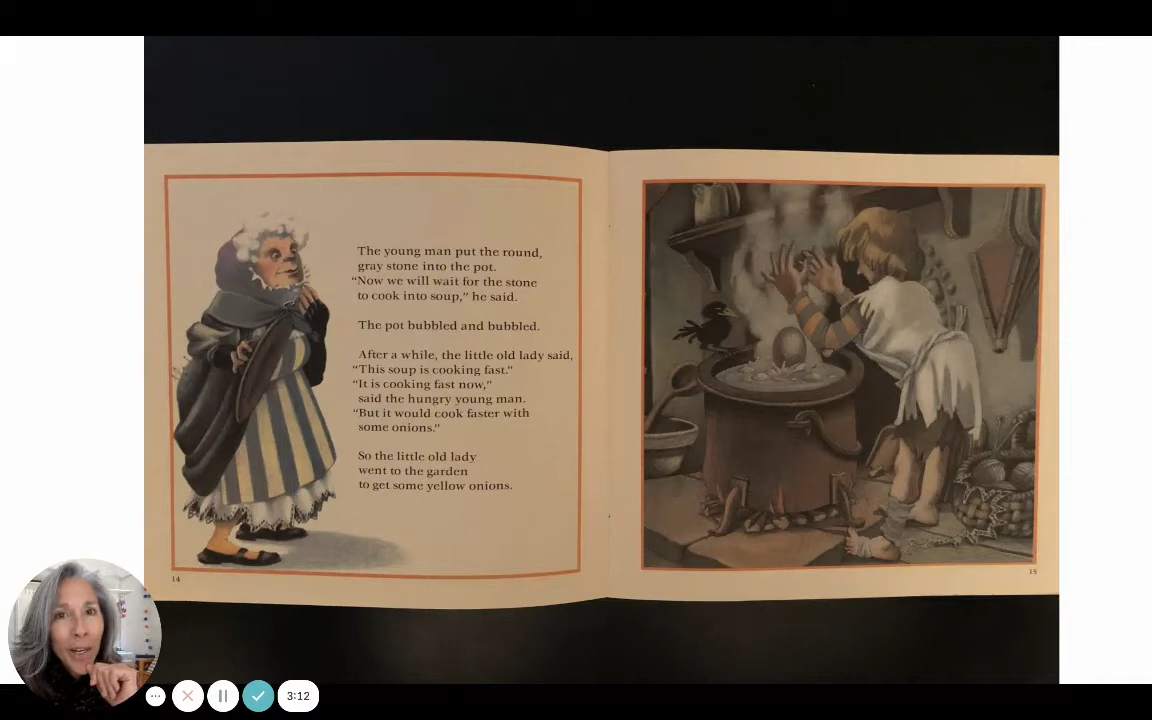 The young man put the round,
gray stone into the pot.
“Now we will wait for the stone
to cook into soup,” he said.
The pot bubbled and bubbled.
After a while, the little old lady said,
“This soup is cooking fast.”
“It is cooking fast now,”
said the hungry young man.
“But it would cook faster with
some onions.”
So the little old lady
went to the garden
to get some yellow onions.
14
15
3:12